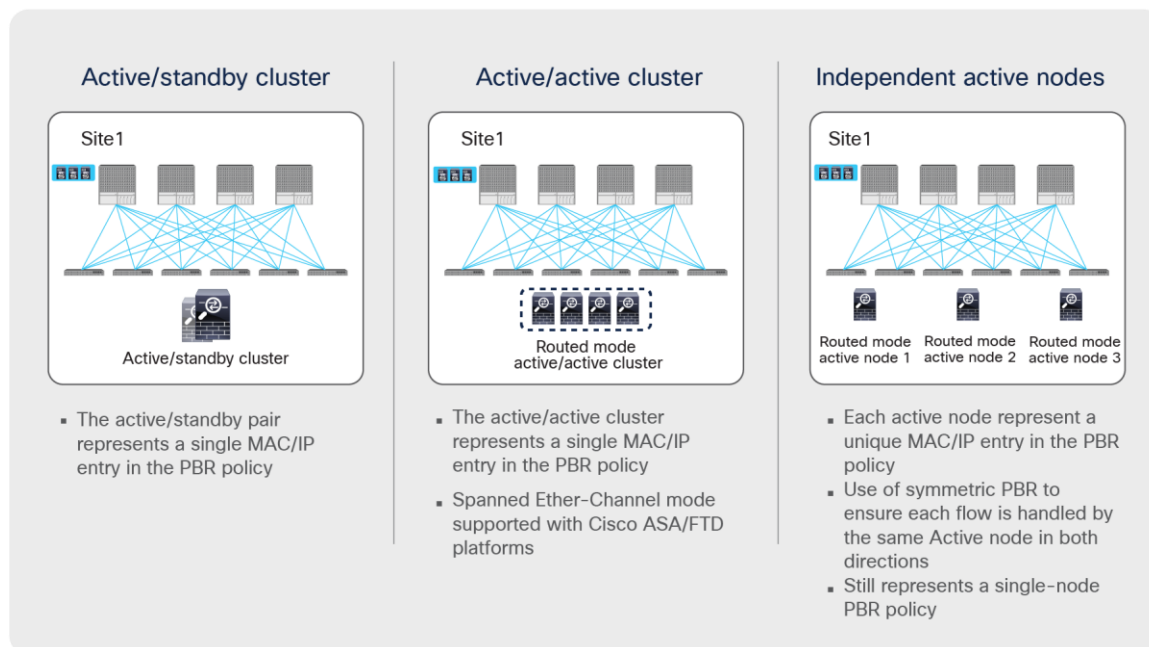 Active/standby cluster
Site1
Active/standby cluster
▪ The active/standby pair
represents a single MAC/IP
entry in the PBR policy
Active/active cluster
Site1
Routed mode
active/active cluster
▪ The active/active cluster
represents a single MAC/IP
entry in the PBR policy
▪ Spanned Ether-Channel mode
supported with Cisco ASA/FTD
platforms
Independent active nodes
Site1
Routed mode
active node 1
Routed mode
active node 2
Routed mode
active node 3
▪ Each active node represent a
unique MAC/IP entry in the PBR
policy
▪ Use of symmetric PBR to
ensure each flow is handled by
the same Active node in both
directions
▪ Still represents a single-node
PBR policy